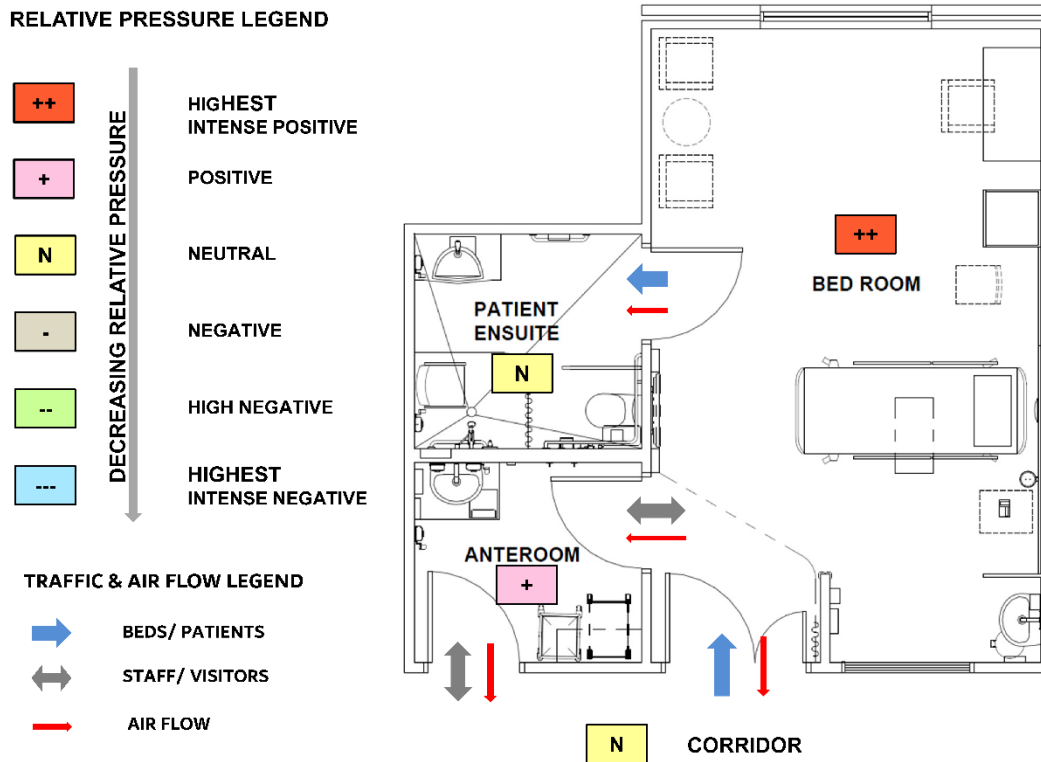 RELATIVE PRESSURE LEGEND
DECREASING RELATIVE PRESSURE
++
HIGHEST
INTENSE POSITIVE
+
POSITIVE
N
NEUTRAL
-
NEGATIVE
--
HIGH NEGATIVE
---
HIGHEST
INTENSE NEGATIVE
TRAFFIC & AIR FLOW LEGEND
BEDS/ PATIENTS
STAFF/ VISITORS
AIR FLOW
++
BED ROOM
PATIENT
ENSUITE
N
ANTEROOM
+
N
CORRIDOR